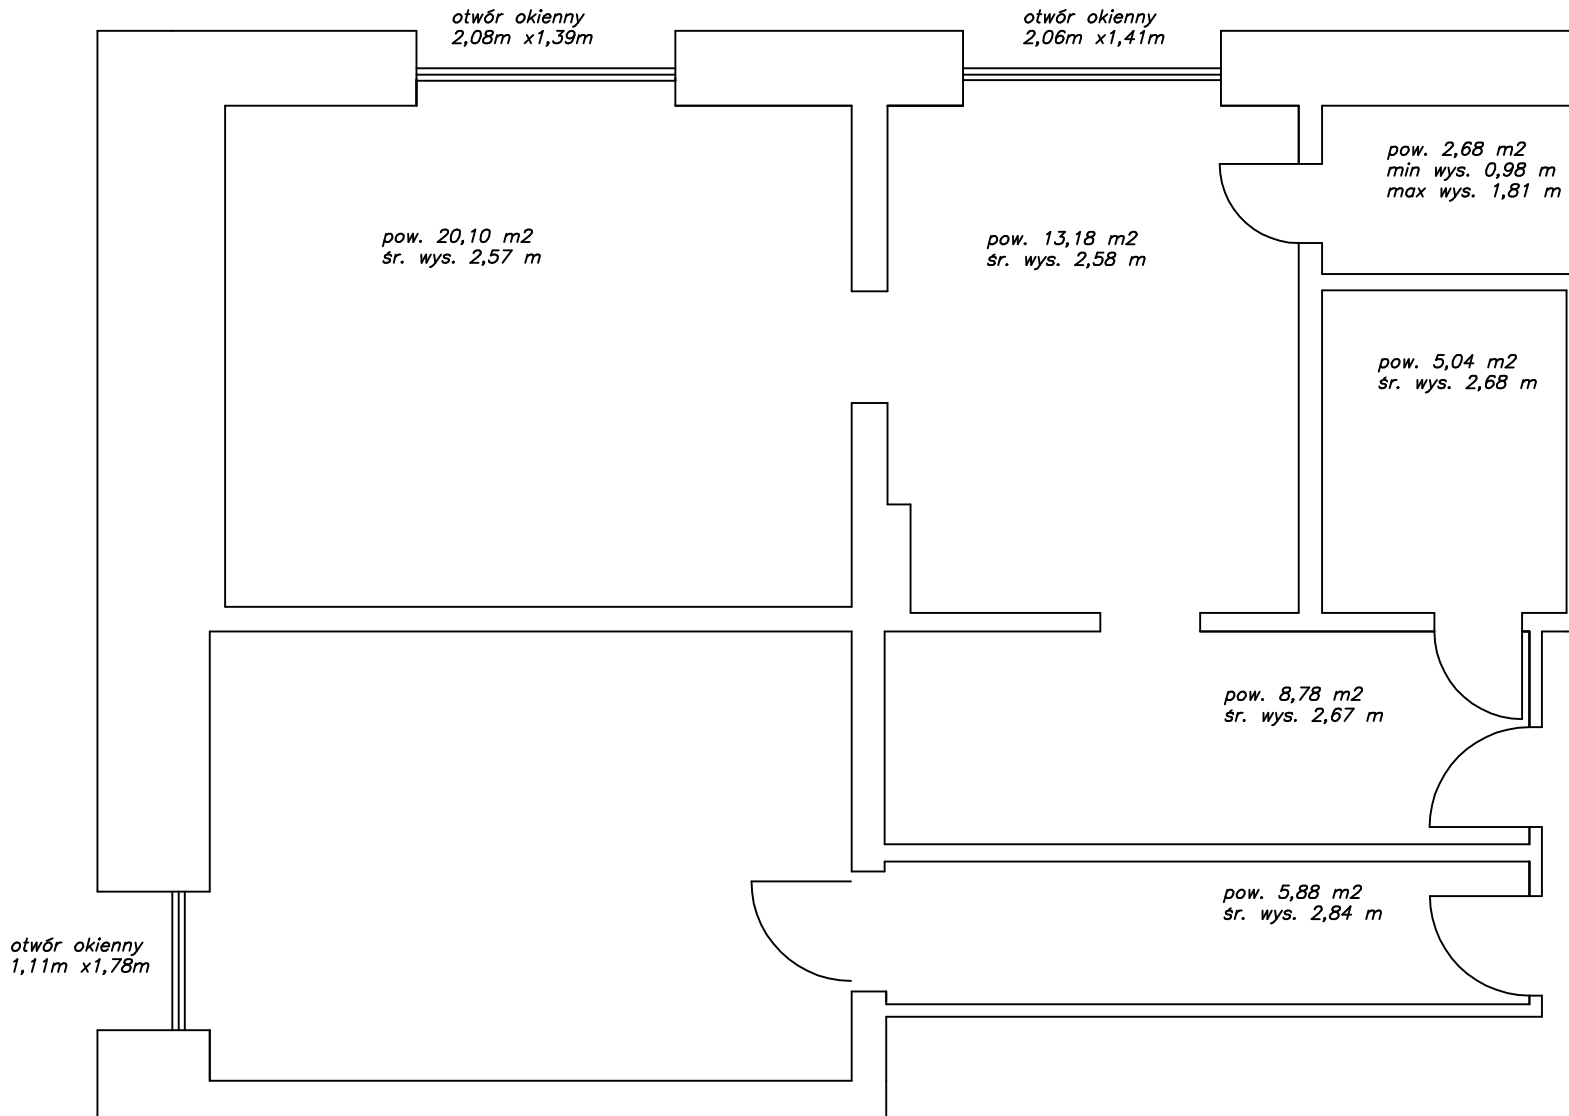 otwór okienny
2,08m x1,39m
otwór okienny
2,06m x1,41m
pow. 2,68 m2
min wys. 0,98 m
max wys. 1,81 m
pow. 20,10 m2
śr. wys. 2,57 m
pow. 13,18 m2
śr. wys. 2,58 m
pow. 5,04 m2
śr. wys. 2,68 m
pow. 8,78 m2
śr. wys. 2,67 m
pow. 5,88 m2
śr. wys. 2,84 m
otwór okienny
1,11m x1,78m